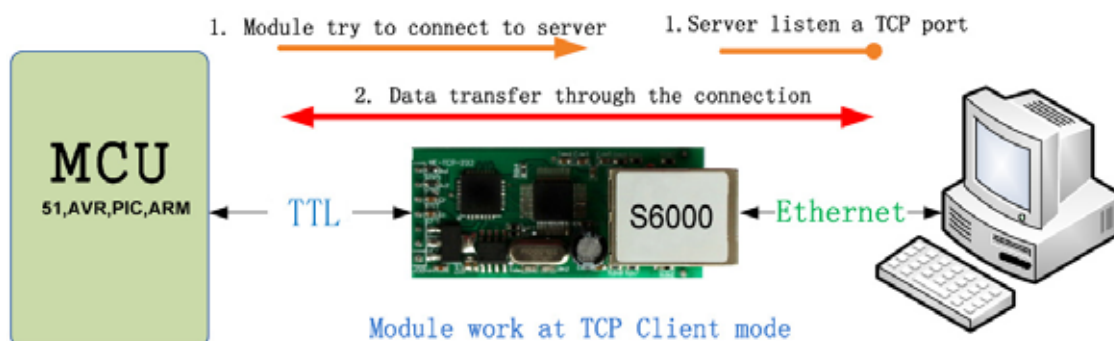 1. Module try to connect to server
1.Server listen a TCP port
2. Data transfer through the connection
MCU
51,AVR,PIC,ARM
TTL
S6000
Ethernet
Module work at TCP Client mode